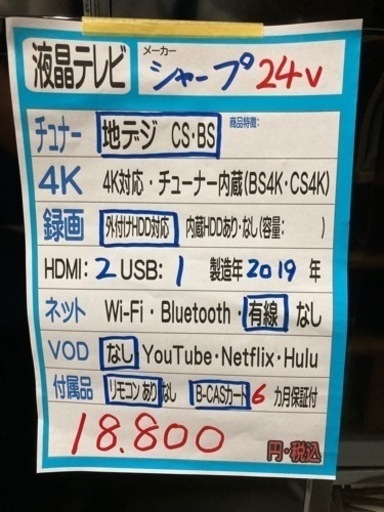 液晶テレビ メーカー シャープ 24V
チュナー 地デジ CS・BS 商品特徴:
4K 4K対応・チューナー内蔵(BS4K・CS4K)
録画 外付けHDD対応 内蔵HDDあり・なし(容量: )
HDMI: 2 USB: 1 製造年 2019 年
ネット Wi-Fi・Bluetooth・有線 なし
VOD なし YouTube・Netflix・Hulu
付属品 リモコン あり なし B-CASカード 6 カ月保証付
18.800 円・税込